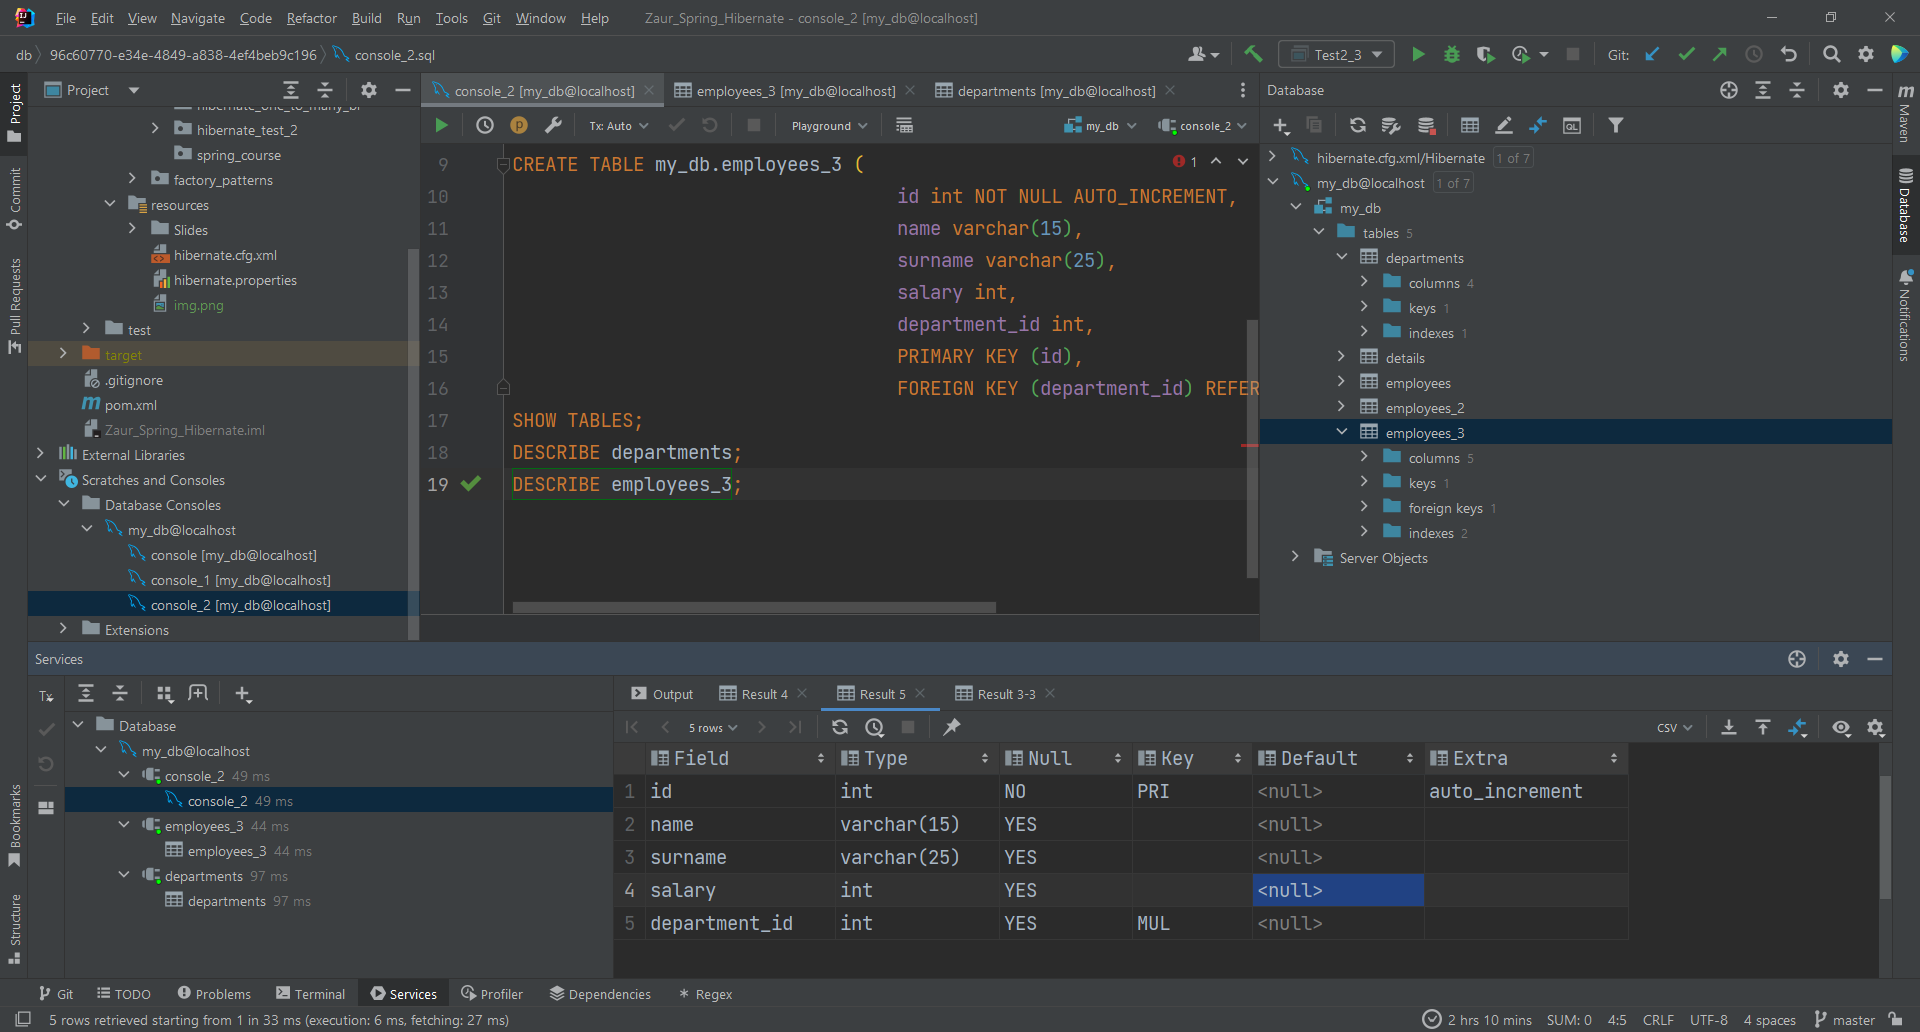 File Edit View Navigate Code Refactor Build Run Tools Git Window Help Zaur_Spring_Hibernate - console_2 [my_db@localhost]
db 96c60770-e34e-4849-a838-4ef4beb9c196 console_2.sql Test2_3 Git:
Project
hibernate_test_2
spring_course
factory_patterns
resources
Slides
hibernate.cfg.xml
hibernate.properties
img.png
test
target
.gitignore
pom.xml
Zaur_Spring_Hibernate.iml
External Libraries
Scratches and Consoles
Database Consoles
my_db@localhost
console [my_db@localhost]
console_1 [my_db@localhost]
console_2 [my_db@localhost]
Extensions
Project
Commit
Pull Requests
Bookmarks
Structure
console_2 [my_db@localhost] employees_3 [my_db@localhost] departments [my_db@localhost]
Tx: Auto Playground my_db console_2
1
9 CREATE TABLE my_db.employees_3 (
10 id int NOT NULL AUTO_INCREMENT,
11 name varchar(15),
12 surname varchar(25),
13 salary int,
14 department_id int,
15 PRIMARY KEY (id),
16 FOREIGN KEY (department_id) REFER
17 SHOW TABLES;
18 DESCRIBE departments;
19 DESCRIBE employees_3;
Database
hibernate.cfg.xml/Hibernate 1 of 7
my_db@localhost 1 of 7
my_db
tables 5
departments
columns 4
keys 1
indexes 1
details
employees
employees_2
employees_3
columns 5
keys 1
foreign keys 1
indexes 2
Server Objects
Maven
Database
Notifications
Services
Tx
Database
my_db@localhost
console_2 49 ms
console_2 49 ms
employees_3 44 ms
employees_3 44 ms
departments 97 ms
departments 97 ms
Output Result 4 Result 5 Result 3-3
5 rows CSV
Field Type Null Key Default Extra
1 id int NO PRI <null> auto_increment
2 name varchar(15) YES <null>
3 surname varchar(25) YES <null>
4 salary int YES <null>
5 department_id int YES MUL <null>
Git TODO Problems Terminal Services Profiler Dependencies Regex
5 rows retrieved starting from 1 in 33 ms (execution: 6 ms, fetching: 27 ms) 2 hrs 10 mins SUM: 0 4:5 CRLF UTF-8 4 spaces master